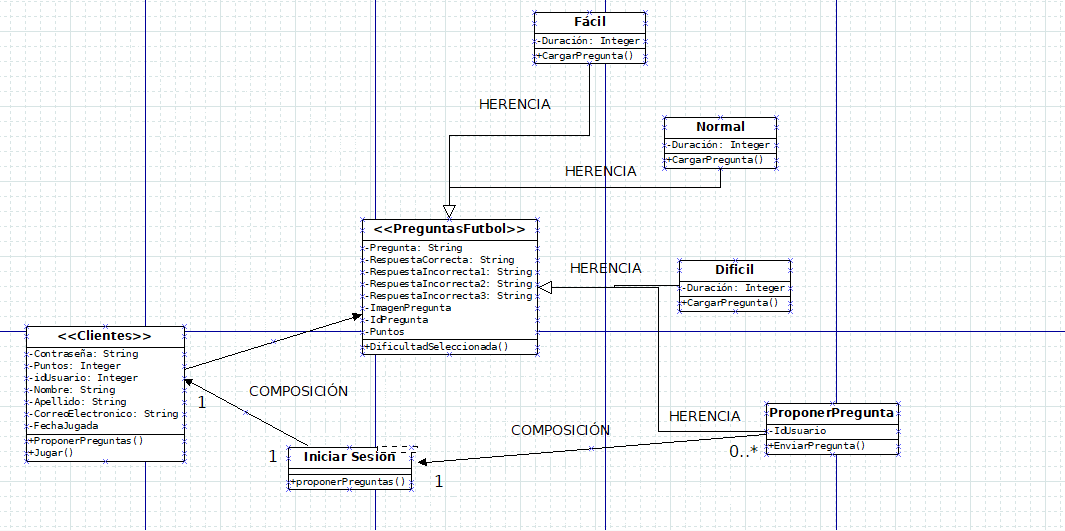 Fácil
-Duración: Integer
+CargarPregunta()
HERENCIA
Normal
-Duración: Integer
+CargarPregunta()
HERENCIA
<<PreguntasFutbol>>
-Pregunta: String
-RespuestaCorrecta: String
-RespuestaIncorrecta1: String
-RespuestaIncorrecta2: String
-RespuestaIncorrecta3: String
-ImagenPregunta
-IdPregunta
-Puntos
+DificultadSeleccionada()
HERENCIA
Dificil
-Duración: Integer
+CargarPregunta()
<<Clientes>>
-Contraseña: String
-Puntos: Integer
-idUsuario: Integer
-Nombre: String
-Apellido: String
-CorreoElectronico: String
-FechaJugada
+ProponerPreguntas()
+Jugar()
COMPOSICIÓN
1
1
Iniciar Sesión
+proponerPreguntas()
1
COMPOSICIÓN
HERENCIA
0..*
ProponerPregunta
-IdUsuario
+EnviarPregunta()